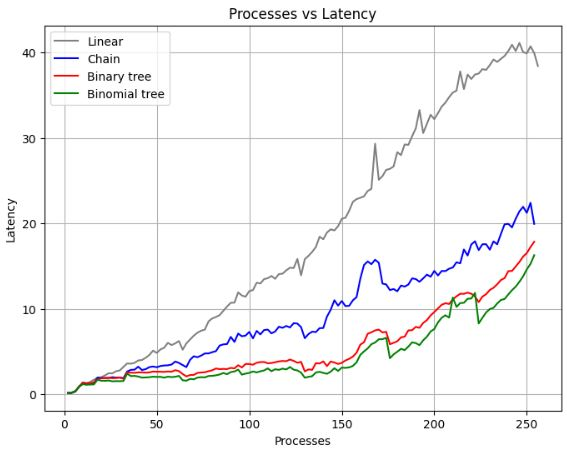 Processes vs Latency
Linear
Chain
Binary tree
Binomial tree
40
30
20
10
0
Latency
0 50 100 150 200 250
Processes